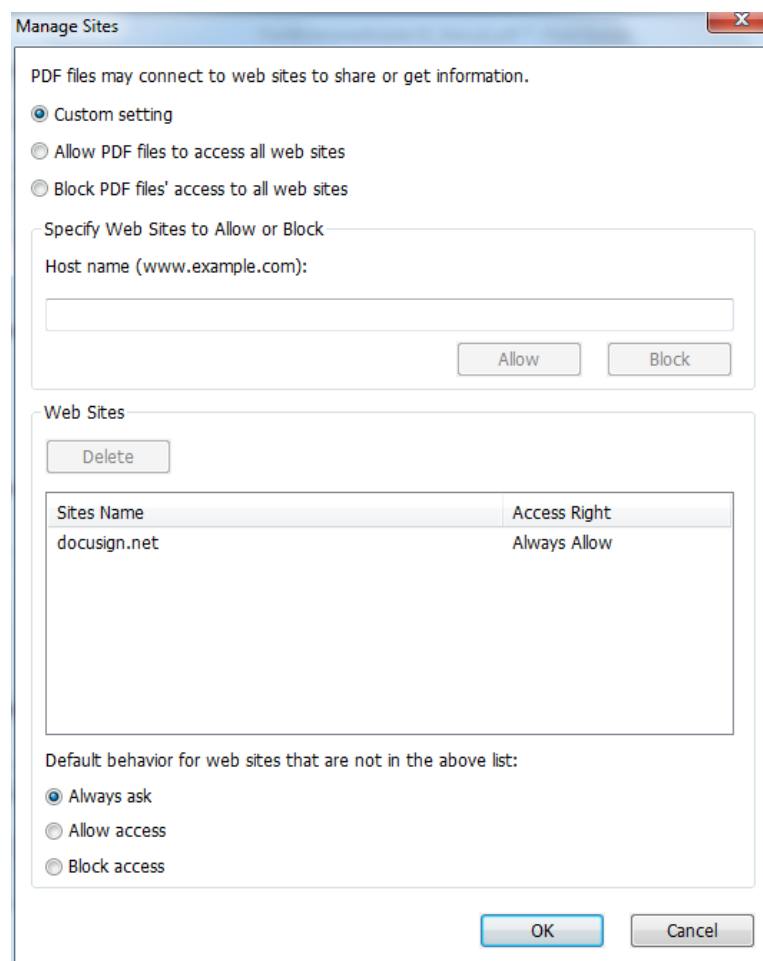 Manage Sites
PDF files may connect to web sites to share or get information.
Custom setting
Allow PDF files to access all web sites
Block PDF files' access to all web sites
Specify Web Sites to Allow or Block
Host name (www.example.com):
Allow Block
Web Sites
Delete
Sites Name Access Right
docusign.net Always Allow
Default behavior for web sites that are not in the above list:
Always ask
Allow access
Block access
OK Cancel